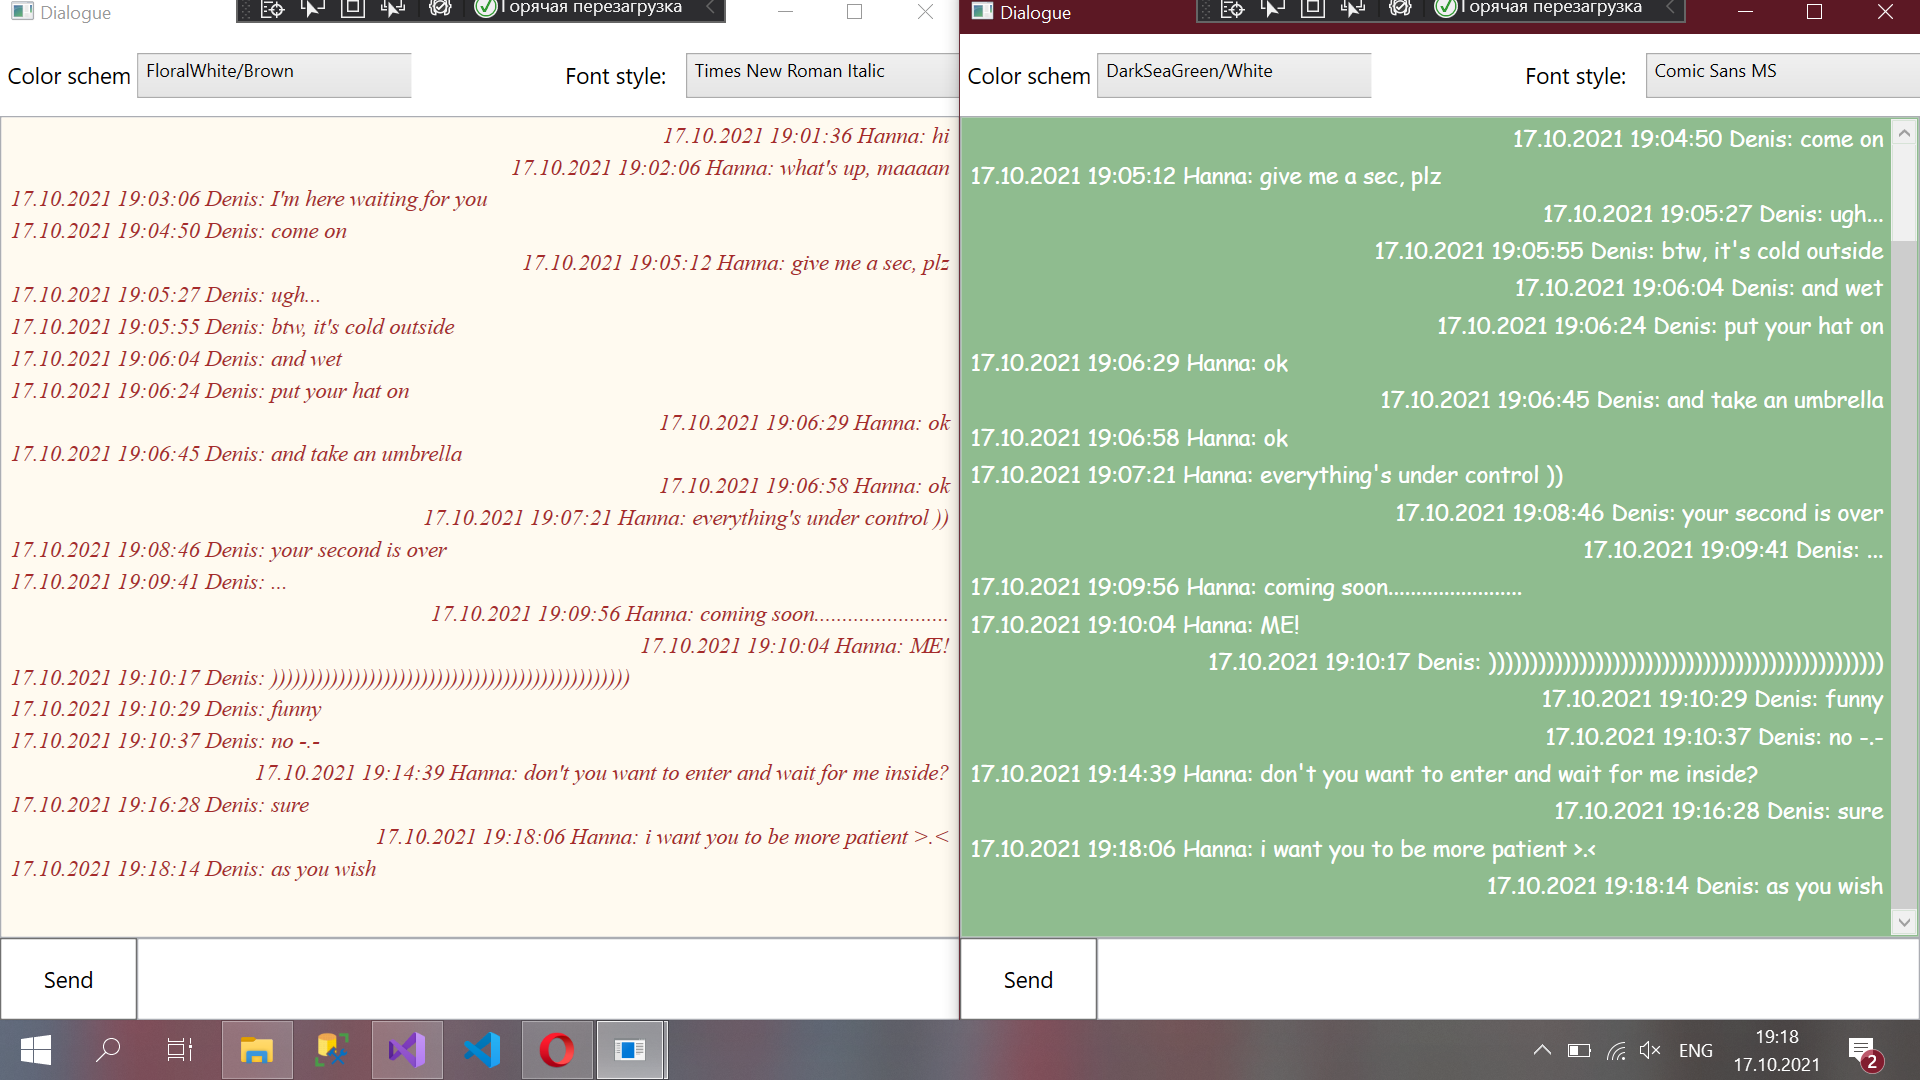 Dialogue
Горячая перезагрузка
Color schem
FloralWhite/Brown
Font style:
Times New Roman Italic
17.10.2021 19:01:36 Hanna: hi
17.10.2021 19:02:06 Hanna: what's up, maaaan
17.10.2021 19:03:06 Denis: I'm here waiting for you
17.10.2021 19:04:50 Denis: come on
17.10.2021 19:05:12 Hanna: give me a sec, plz
17.10.2021 19:05:27 Denis: ugh...
17.10.2021 19:05:55 Denis: btw, it's cold outside
17.10.2021 19:06:04 Denis: and wet
17.10.2021 19:06:24 Denis: put your hat on
17.10.2021 19:06:29 Hanna: ok
17.10.2021 19:06:45 Denis: and take an umbrella
17.10.2021 19:06:58 Hanna: ok
17.10.2021 19:07:21 Hanna: everything's under control ))
17.10.2021 19:08:46 Denis: your second is over
17.10.2021 19:09:41 Denis: ...
17.10.2021 19:09:56 Hanna: coming soon........................
17.10.2021 19:10:04 Hanna: ME!
17.10.2021 19:10:17 Denis: ))))))))))))))))))))))))))))))))))))))))))))))))
17.10.2021 19:10:29 Denis: funny
17.10.2021 19:10:37 Denis: no -.-
17.10.2021 19:14:39 Hanna: don't you want to enter and wait for me inside?
17.10.2021 19:16:28 Denis: sure
17.10.2021 19:18:06 Hanna: i want you to be more patient >.<
17.10.2021 19:18:14 Denis: as you wish
Send
Dialogue
Горячая перезагрузка
Color schem
DarkSeaGreen/White
Font style:
Comic Sans MS
17.10.2021 19:04:50 Denis: come on
17.10.2021 19:05:12 Hanna: give me a sec, plz
17.10.2021 19:05:27 Denis: ugh...
17.10.2021 19:05:55 Denis: btw, it's cold outside
17.10.2021 19:06:04 Denis: and wet
17.10.2021 19:06:24 Denis: put your hat on
17.10.2021 19:06:29 Hanna: ok
17.10.2021 19:06:45 Denis: and take an umbrella
17.10.2021 19:06:58 Hanna: ok
17.10.2021 19:07:21 Hanna: everything's under control ))
17.10.2021 19:08:46 Denis: your second is over
17.10.2021 19:09:41 Denis: ...
17.10.2021 19:09:56 Hanna: coming soon........................
17.10.2021 19:10:04 Hanna: ME!
17.10.2021 19:10:17 Denis: ))))))))))))))))))))))))))))))))))))))))))))))))
17.10.2021 19:10:29 Denis: funny
17.10.2021 19:10:37 Denis: no -.-
17.10.2021 19:14:39 Hanna: don't you want to enter and wait for me inside?
17.10.2021 19:16:28 Denis: sure
17.10.2021 19:18:06 Hanna: i want you to be more patient >.<
17.10.2021 19:18:14 Denis: as you wish
Send
ENG
19:18
17.10.2021
2